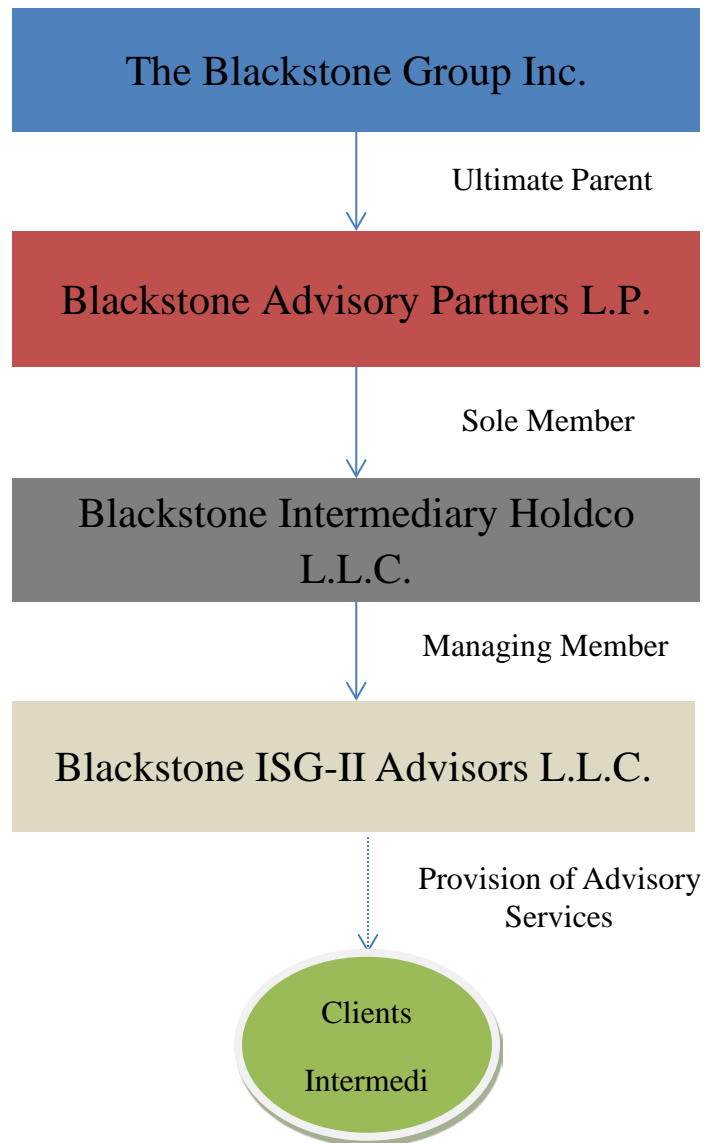 The Blackstone Group Inc.
Ultimate Parent
Blackstone Advisory Partners L.P.
Sole Member
Blackstone Intermediary Holdco
L.L.C.
Managing Member
Blackstone ISG-II Advisors L.L.C.
Provision of Advisory
Services
Clients
Intermedi